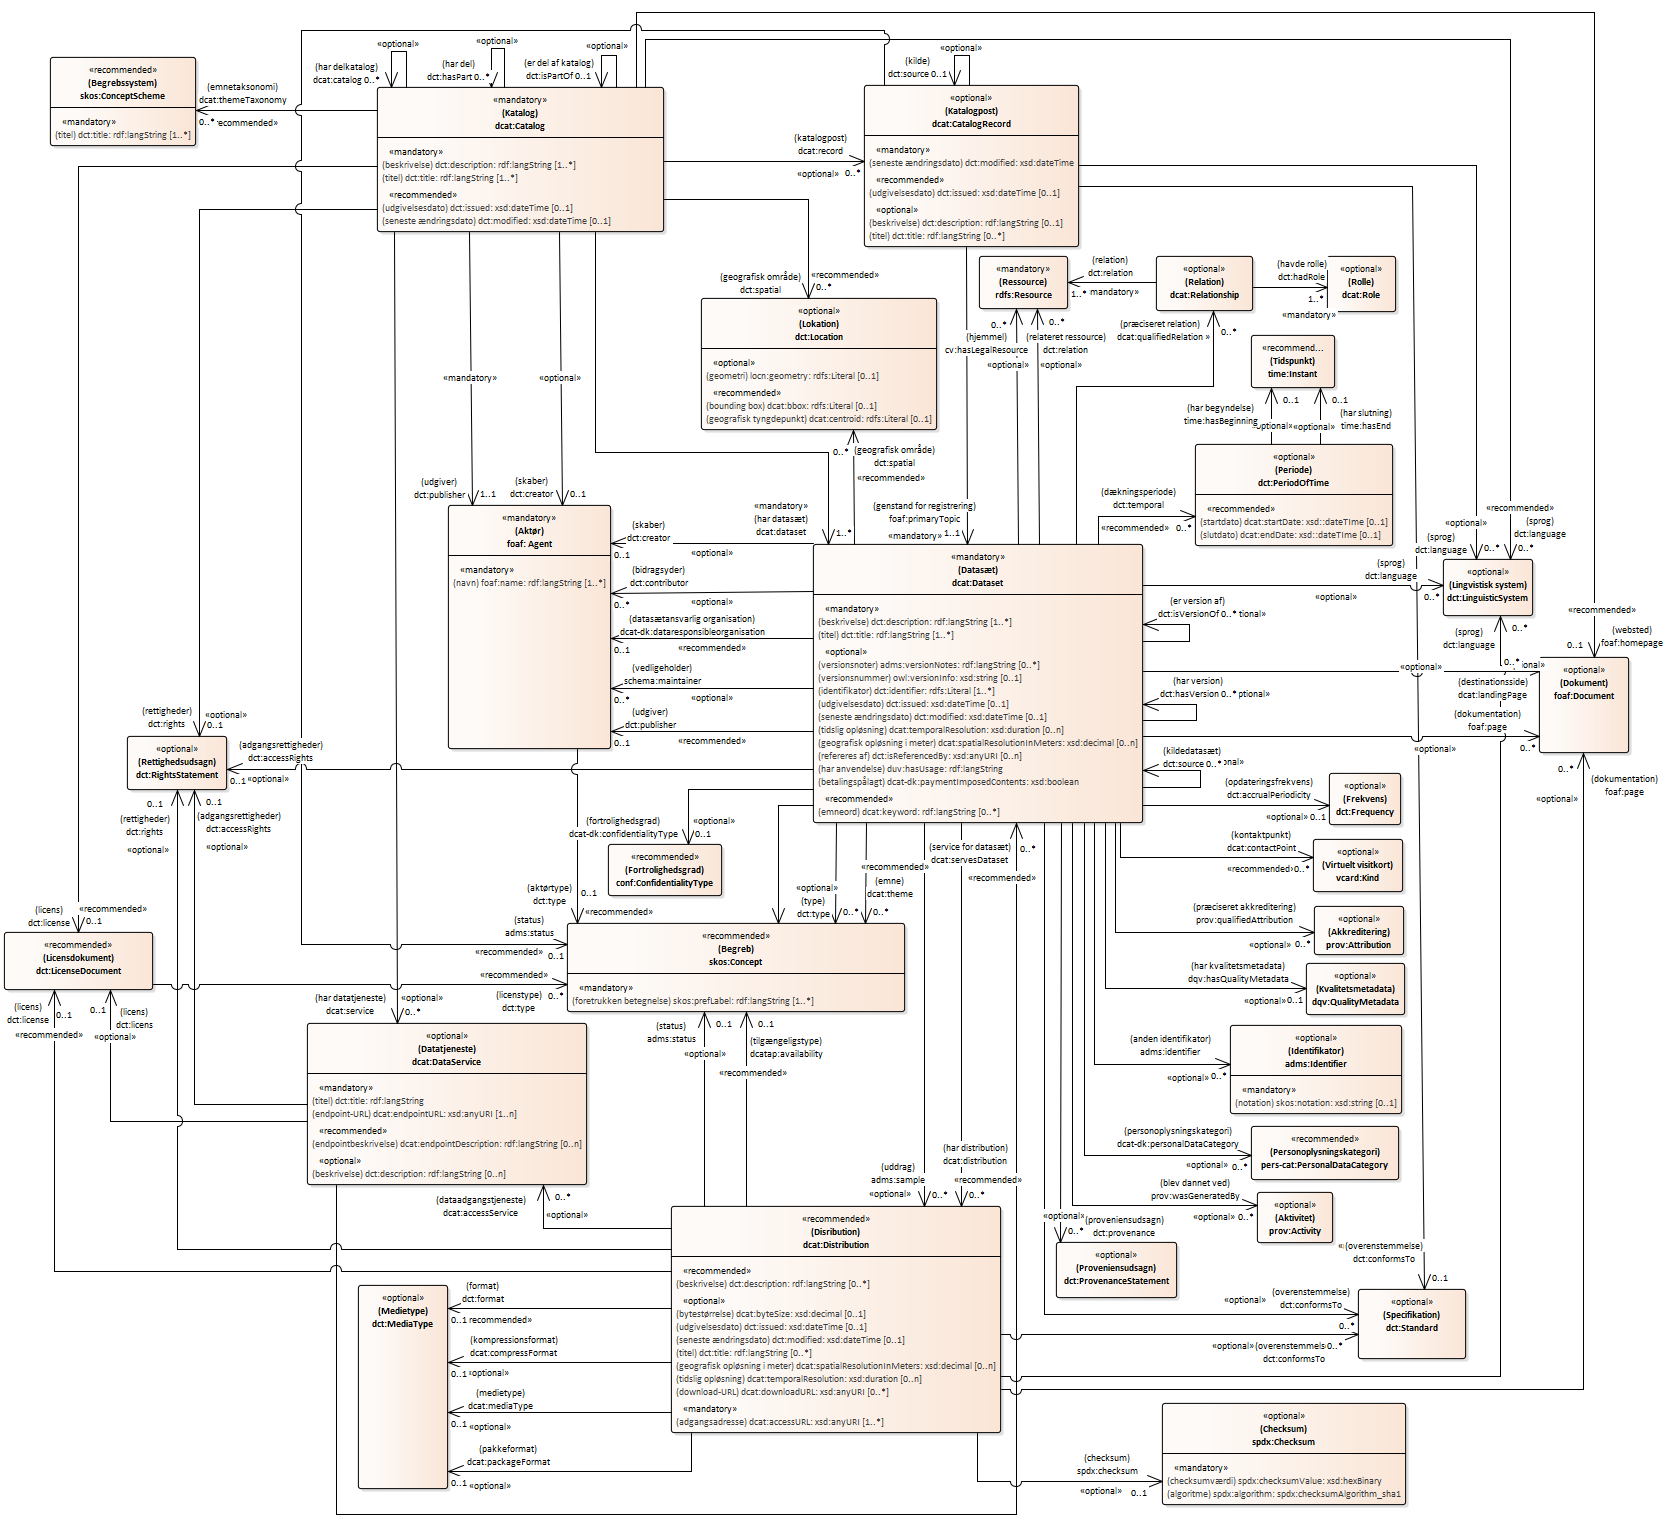 «optional»
(har delkatalog)
dcat:catalog 0..*
«optional»
(har del)
dct:hasPart 0..*
«optional»
(er del af katalog)
dct:isPartOf 0..1
«optional»
(kilde)
dct:source 0..1
«recommended»
(Begrebssystem)
skos:ConceptScheme
«mandatory»
(titel) dct:title: rdf:langString [1..*]
(emnetaksonomi)
dcat:themeTaxonomy
0..*
«mandatory»
(Katalog)
dcat:Catalog
«mandatory»
(beskrivelse) dct:description: rdf:langString [1..*]
(titel) dct:title: rdf:langString [1..*]
«recommended»
(udgivelsesdato) dct:issued: xsd:dateTime [0..1]
(seneste ændringsdato) dct:modified: xsd:dateTime [0..1]
(katalogpost)
dcat:record
«optional» 0..*
«optional»
(Katalogpost)
dcat:CatalogRecord
«mandatory»
(seneste ændringsdato) dct:modified: xsd:dateTime
«recommended»
(udgivelsesdato) dct:issued: xsd:dateTime [0..1]
«optional»
(beskrivelse) dct:description: rdf:langString [0..*]
(titel) dct:title: rdf:langString [0..*]
(geografisk område)
dct:spatial
«recommended»
0..*
«optional»
(Lokation)
dct:Location
«optional»
(geometri) locn:geometry: rdfs:Literal [0..1]
«recommended»
(bounding box) dcat:bbox: rdfs:Literal [0..1]
(geografisk tyngdepunkt) dcat:centroid: rdfs:Literal [0..1]
0..*
(geografisk område)
dct:spatial
«recommended»
«mandatory»
(Ressource)
rdfs:Resource
(relation)
dct:relation
1..* mandatory»
«optional»
(Relation)
dcat:Relationship
(havde rolle)
dct:hadRole
1..*
«mandatory»
«optional»
(Rolle)
dcat:Role
0..*
(hjemmel)
cv:hasLegalResource
«optional»
0..*
(relateret ressource)
dct:relation
«optional»
(præciseret relation)
dcat:qualifiedRelation »
0..*
«recommend...
(Tidspunkt)
time:Instant
(har begyndelse)
time:hasBeginning
0..1
«optional»
0..1
(har slutning)
time:hasEnd
«optional»
(Periode)
dct:PeriodOfTime
«recommended»
(startdato) dcat:startDate: xsd::dateTIme [0..1]
(slutdato) dcat:endDate: xsd::dateTIme [0..1]
(dækningsperiode)
dct:temporal
«recommended» 0..*
«mandatory»
«optional»
(udgiver)
dct:publisher
1..1
(skaber)
dct:creator
0..1
«mandatory»
(Aktør)
foaf: Agent
«mandatory»
(navn) foaf:name: rdf:langString [1..*]
«mandatory»
(har datasæt)
dcat:dataset
1..*
(genstand for registrering)
foaf:primaryTopic
«mandatory» 1..1
(skaber)
dct:creator
0..1
«optional»
(bidragsyder)
dct:contributor
0..*
«optional»
(datasætansvarlig organisation)
dcat-dk:dataresponsibleorganisation
0..1
«recommended»
(vedligeholder)
schema:maintainer
0..*
«optional»
(udgiver)
dct:publisher
0..1
«recommended»
«mandatory»
(Datasæt)
dcat:Dataset
«mandatory»
(beskrivelse) dct:description: rdf:langString [1..*]
(titel) dct:title: rdf:langString [1..*]
«optional»
(versionsnoter) adms:versionNotes: rdf:langString [0..*]
(versionsnummer) owl:versionInfo: xsd:string [0..1]
(identifikator) dct:identifier: rdfs:Literal [1..*]
(udgivelsesdato) dct:issued: xsd:dateTime [0..1]
(seneste ændringsdato) dct:modified: xsd:dateTime [0..1]
(tidslig opløsning) dcat:temporalResolution: xsd:duration [0..n]
(geografisk opløsning i meter) dcat:spatialResolutionInMeters: xsd:decimal [0..n]
(refereres af) dct:isReferencedBy: xsd:anyURI [0..n]
(har anvendelse) duv:hasUsage: rdf:langString
(betalingspålagt) dcat-dk:paymentImposedContents: xsd:boolean
«recommended»
(emneord) dcat:keyword: rdf:langString [0..*]
«optional»
(sprog)
dct:language
0..*
«recommended»
(sprog)
dct:language
0..*
«optional»
(Lingvistisk system)
dct:LinguisticSystem
(sprog)
dct:language
«optional»
0..*
(er version af)
dct:isVersionOf 0..*
(har version)
dct:hasVersion 0..*
(kildedatasæt)
dct:source 0..*
(sprog)
dct:language
0..*
«recommended»
(websted)
foaf:homepage
0..1
«optional»
(destinationsside)
dcat:landingPage
0..*
(dokumentation)
foaf:page
«optional»
0..*
«optional»
(Dokument)
foaf:Document
(dokumentation)
foaf:page
«optional»
(rettigheder)
dct:rights
«optional»
0..1
«optional»
(Rettighedsudsagn)
dct:RightsStatement
(adgangsrettigheder)
dct:accessRights
0..1 «optional»
0..1
(rettigheder)
dct:rights
«optional»
0..1
(adgangsrettigheder)
dct:accessRights
«optional»
(fortrolighedsgrad)
dcat-dk:confidentialityType
«optional»
0..1
«recommended»
(Fortrolighedsgrad)
conf:ConfidentialityType
(opdateringsfrekvens)
dct:accrualPeriodicity
«optional» 0..1
«optional»
(Frekvens)
dct:Frequency
(kontaktpunkt)
dcat:contactPoint
«recommended» 0..*
«optional»
(Virtuelt visitkort)
vcard:Kind
(præciseret akkreditering)
prov:qualifiedAttribution
«optional» 0..*
«optional»
(Akkreditering)
prov:Attribution
(har kvalitetsmetadata)
dqv:hasQualityMetadata
«optional» 0..1
«optional»
(Kvalitetsmetadata)
dqv:QualityMetadata
(aktørtype)
dct:type
0..1
«recommended»
(status)
adms:status
«recommended» 0..1
«recommended»
(licenstype)
dct:type
0..*
«optional»
(type)
dct:type
0..*
«recommended»
(emne)
dcat:theme
0..*
(service for datasæt)
dcat:servesDataset
0..*
«recommended»
«recommended»
(Begreb)
skos:Concept
«mandatory»
(foretrukken betegnelse) skos:prefLabel: rdf:langString [1..*]
(licens)
dct:license
«recommended»
0..1
«recommended»
(Licensdokument)
dct:LicenseDocument
(licens)
dct:license
«recommended»
0..1
0..1
(licens)
dct:licens
«optional»
(har datatjeneste)
dcat:service
«optional»
0..*
«optional»
(Datatjeneste)
dcat:DataService
«mandatory»
(titel) dct:title: rdf:langString
(endpoint-URL) dcat:endpointURL: xsd:anyURI [1..n]
«recommended»
(endpointbeskrivelse) dcat:endpointDescription: rdf:langString [0..n]
«optional»
(beskrivelse) dct:description: rdf:langString [0..n]
(status)
adms:status
«optional»
0..1
0..1
(tilgængeligstype)
dcatap:availability
«recommended»
(anden identifikator)
adms:identifier
«optional» 0..*
«optional»
(Identifikator)
adms:Identifier
«mandatory»
(notation) skos:notation: xsd:string [0..1]
(personoplysningskategori)
dcat-dk:personalDataCategory
«optional» 0..*
«recommended»
(Personoplysningskategori)
pers-cat:PersonalDataCategory
(blev dannet ved)
prov:wasGeneratedBy
«optional» 0..*
«optional»
(Aktivitet)
prov:Activity
«optional»
0..*
(proveniensudsagn)
dct:provenance
«optional»
(Proveniensudsagn)
dct:ProvenanceStatement
(dataadgangstjeneste)
dcat:accessService
0..*
«optional»
(uddrag)
adms:sample
«optional»
0..*
(har distribution)
dcat:distribution
«recommended»
0..*
«recommended»
(Disribution)
dcat:Distribution
«recommended»
(beskrivelse) dct:description: rdf:langString [0..*]
«optional»
(bytestørrelse) dcat:byteSize: xsd:decimal [0..1]
(udgivelsesdato) dct:issued: xsd:dateTime [0..1]
(seneste ændringsdato) dct:modified: xsd:dateTime [0..1]
(titel) dct:title: rdf:langString [0..*]
(geografisk opløsning i meter) dcat:spatialResolutionInMeters: xsd:decimal [0..n]
(tidslig opløsning) dcat:temporalResolution: xsd:duration [0..n]
(download-URL) dcat:downloadURL: xsd:anyURI [0..*]
«mandatory»
(adgangsadresse) dcat:accessURL: xsd:anyURI [1..*]
«optional»
(Medietype)
dct:MediaType
(format)
dct:format
0..1 recommended»
(kompressionsformat)
dcat:compressFormat
0..1 «optional»
(medietype)
dcat:mediaType
0..1 «optional»
(pakkeformat)
dcat:packageFormat
0..1 «optional»
(overenstemmelse)
dct:conformsTo
0..1
(overenstemmelse)
dct:conformsTo
«optional»
0..*
«optional»
0..*
dct:conformsTo
«optional»
(Specifikation)
dct:Standard
(checksum)
spdx:checksum
«optional» 0..1
«optional»
(Checksum)
spdx:Checksum
«mandatory»
(checksumværdi) spdx:checksumValue: xsd:hexBinary
(algoritme) spdx:algorithm: spdx:checksumAlgorithm_sha1